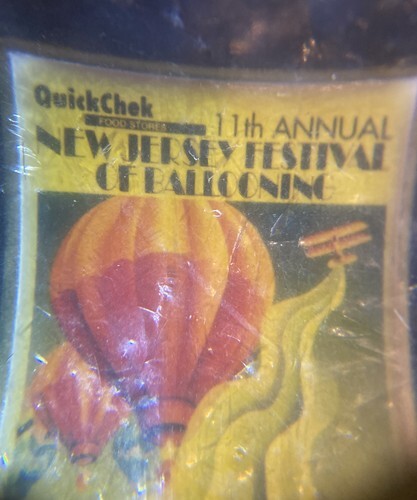 QuickChek
FOOD STORES
11th ANNUAL
NEW JERSEY FESTIVAL
OF BALLOONING